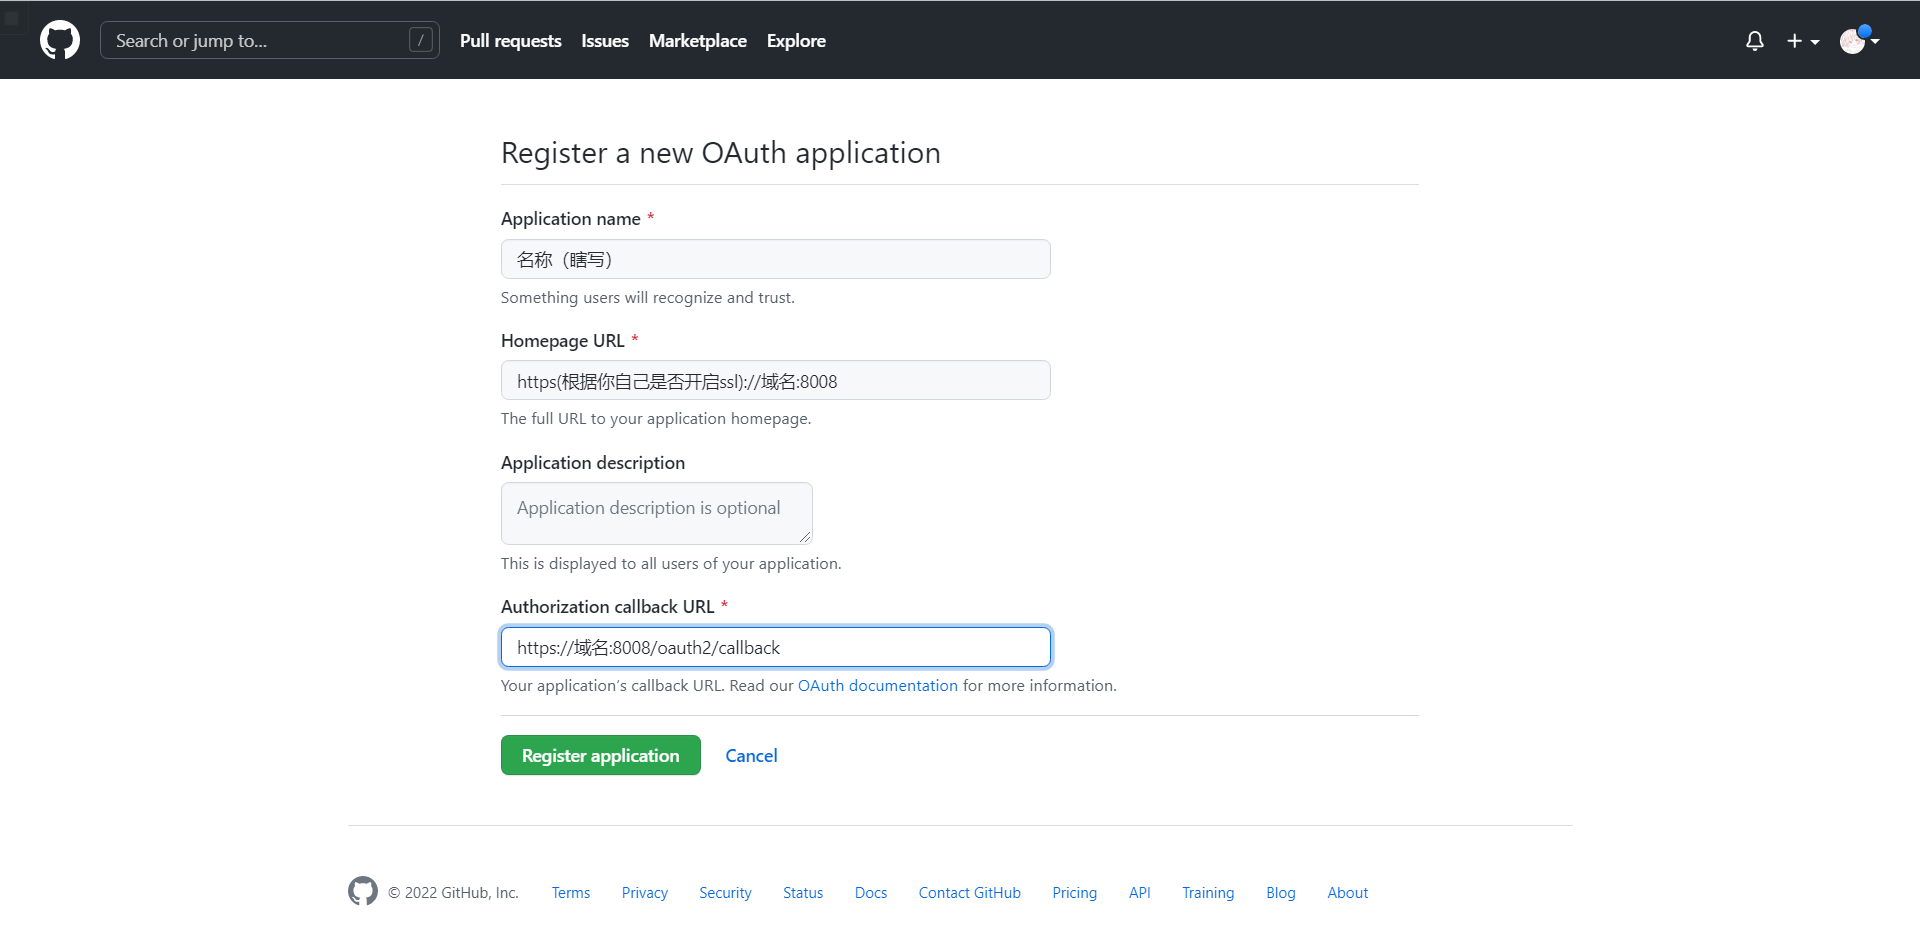 Search or jump to... /
Pull requests Issues Marketplace Explore
Register a new OAuth application
Application name *
名称（瞎写）
Something users will recognize and trust.
Homepage URL *
https(根据你自己是否开启ssl)://域名:8008
The full URL to your application homepage.
Application description
Application description is optional
This is displayed to all users of your application.
Authorization callback URL *
https://域名:8008/oauth2/callback
Your application's callback URL. Read our OAuth documentation for more information.
Register application Cancel
© 2022 GitHub, Inc. Terms Privacy Security Status Docs Contact GitHub Pricing API Training Blog About